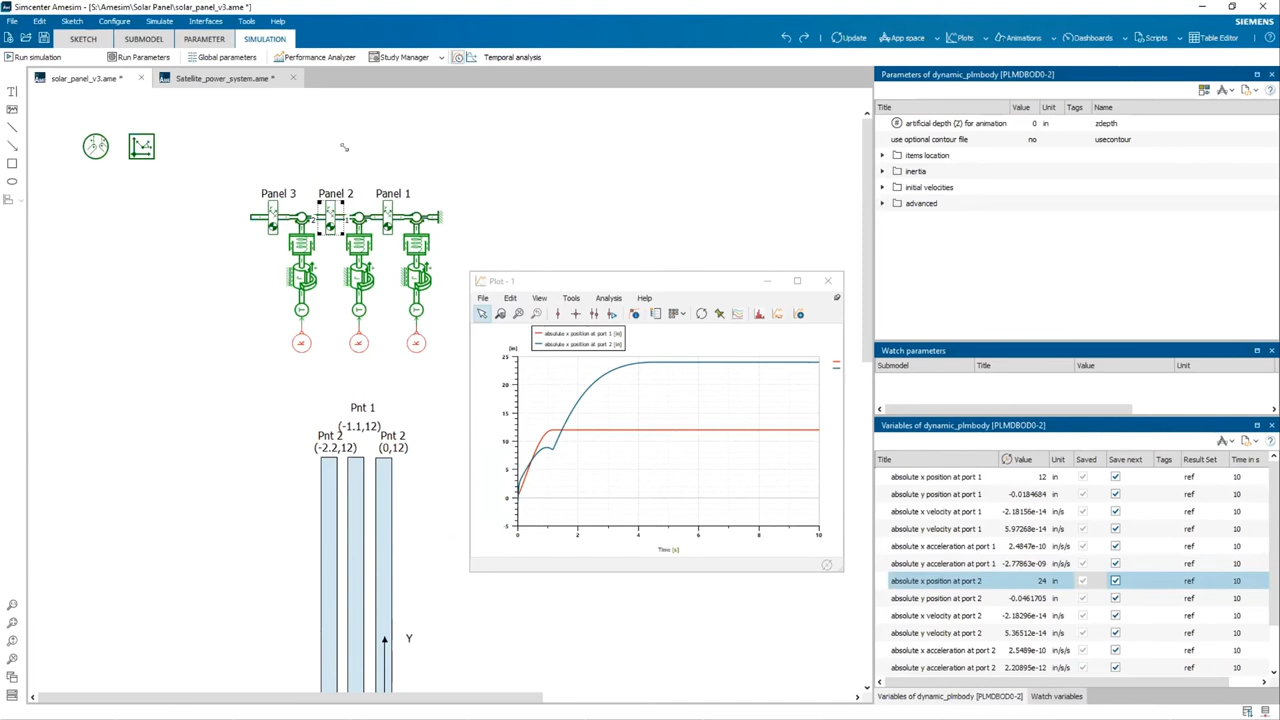 Simcenter Amesim - [S:\Amesim\Solar Panel\solar_panel_v3.ame *]
File Edit Sketch Configure Simulate Interfaces Tools Help
SIEMENS
SKETCH SUBMODEL PARAMETER SIMULATION
Update App space Plots Animations Dashboards Scripts Table Editor
Run simulation Run Parameters Global parameters Performance Analyzer Study Manager Temporal analysis
solar_panel_v3.ame * Satellite_power_system.ame *
Parameters of dynamic_plmbody [PLMDBOD0-2]
Title Value Unit Tags Name
artificial depth (Z) for animation 0 in zdepth
use optional contour file no usecontour
items location
inertia
initial velocities
advanced
Panel 3 Panel 2 Panel 1
2 1
T T T
K K K
Plot - 1
File Edit View Tools Analysis Help
absolute x position at port 1 [in]
absolute x position at port 2 [in]
[in]
25
20
15
10
5
0
-5
0 2 4 6 8 10
Time [s]
Pnt 1
(-1.1,12)
Pnt 2 Pnt 2
(-2.2,12) (0,12)
Y
Watch parameters
Submodel Title Value Unit
Variables of dynamic_plmbody [PLMDBOD0-2]
Title Value Unit Saved Save next Tags Result Set Time in s
absolute x position at port 1 12 in ref 10
absolute y position at port 1 -0.0184684 in ref 10
absolute x velocity at port 1 -2.18156e-14 in/s ref 10
absolute y velocity at port 1 5.97268e-14 in/s ref 10
absolute x acceleration at port 1 2.4847e-10 in/s/s ref 10
absolute y acceleration at port 1 -2.77863e-09 in/s/s ref 10
absolute x position at port 2 24 in ref 10
absolute y position at port 2 -0.0461705 in ref 10
absolute x velocity at port 2 -2.18296e-14 in/s ref 10
absolute y velocity at port 2 5.36512e-14 in/s ref 10
absolute x acceleration at port 2 2.5489e-10 in/s/s ref 10
absolute y acceleration at port 2 2.20895e-12 in/s/s ref 10
Variables of dynamic_plmbody [PLMDBOD0-2] Watch variables